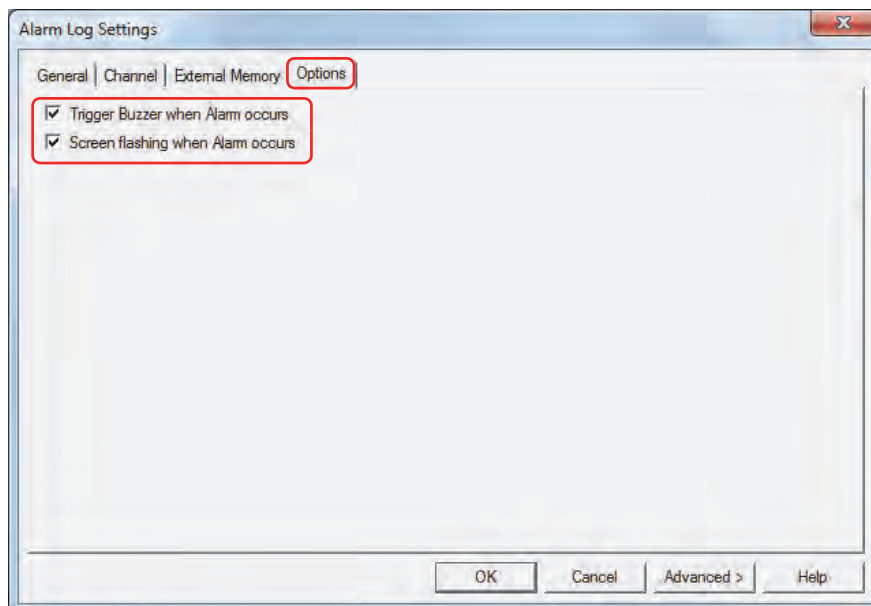 Alarm Log Settings
General Channel External Memory Options
Trigger Buzzer when Alarm occurs
Screen flashing when Alarm occurs
OK Cancel Advanced > Help